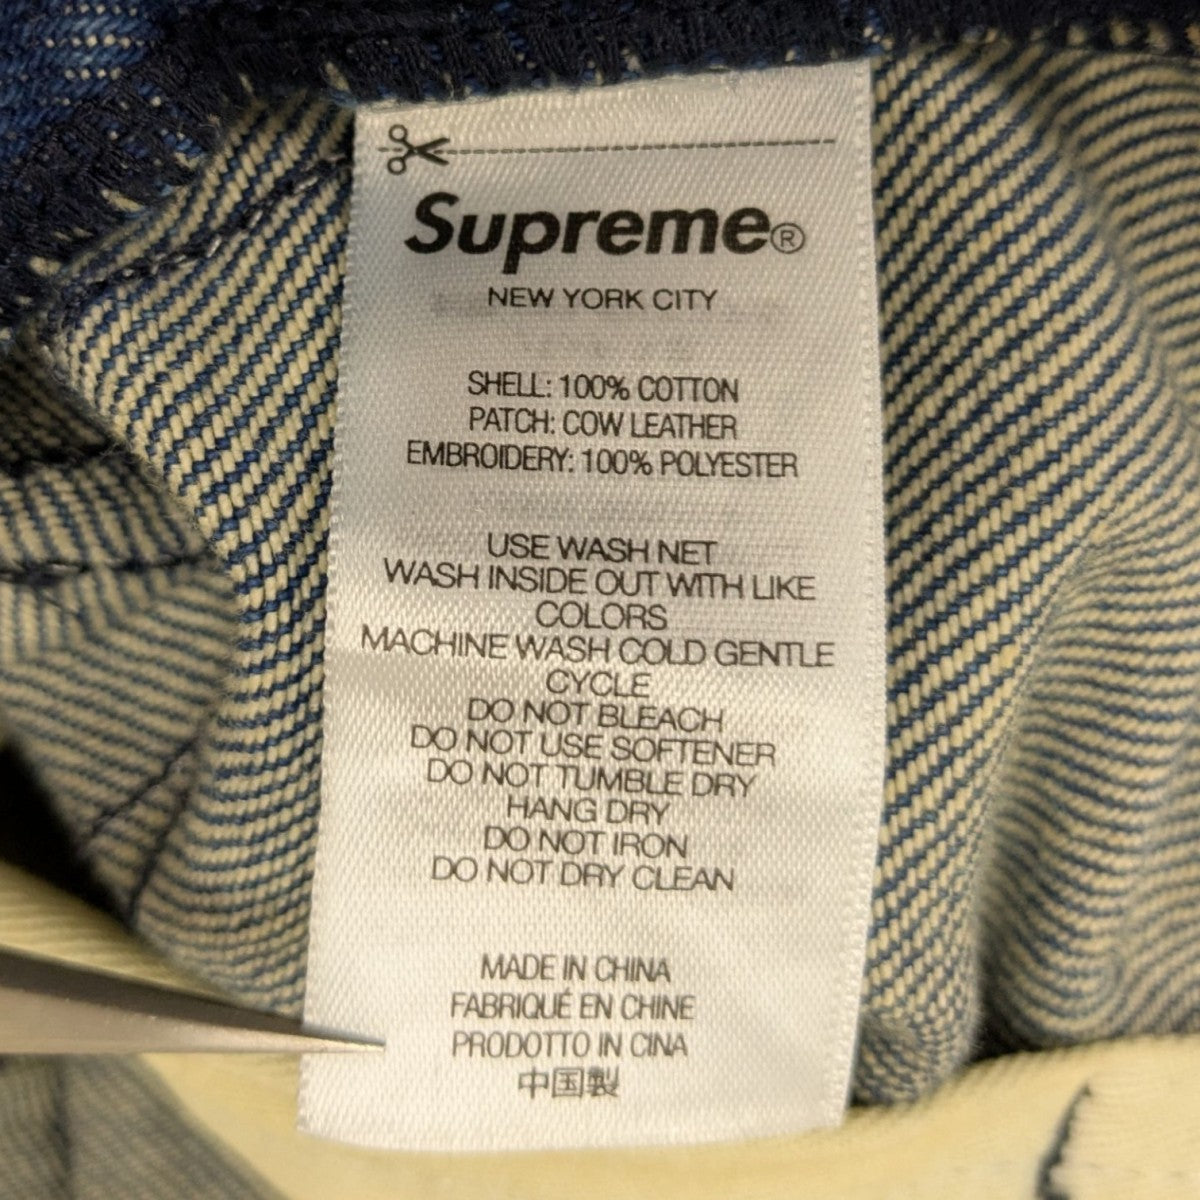 Supreme®
NEW YORK CITY
SHELL: 100% COTTON
PATCH: COW LEATHER
EMBROIDERY: 100% POLYESTER
USE WASH NET
WASH INSIDE OUT WITH LIKE
COLORS
MACHINE WASH COLD GENTLE
CYCLE
DO NOT BLEACH
DO NOT USE SOFTENER
DO NOT TUMBLE DRY
HANG DRY
DO NOT IRON
DO NOT DRY CLEAN
MADE IN CHINA
FABRIQUÉ EN CHINE
PRODOTTO IN CINA
中国製